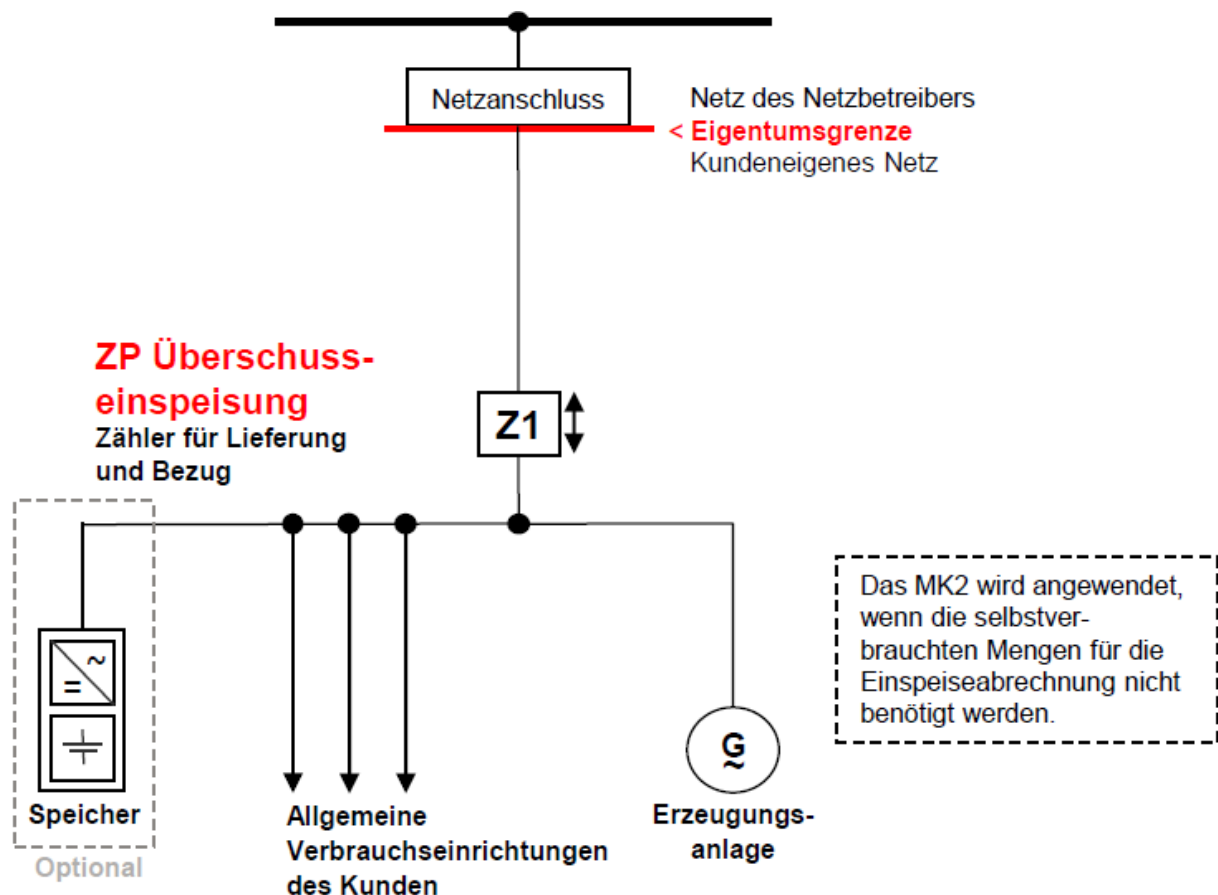 Netzanschluss
Netz des Netzbetreibers
< Eigentumsgrenze
Kundeneigenes Netz
ZP Überschuss-
einspeisung
Zähler für Lieferung
und Bezug
Z1
Das MK2 wird angewendet,
wenn die selbstver-
brauchten Mengen für die
Einspeiseabrechnung nicht
benötigt werden.
~
=
G
~
Speicher
Optional
Allgemeine
Verbrauchseinrichtungen
des Kunden
Erzeugungs-
anlage